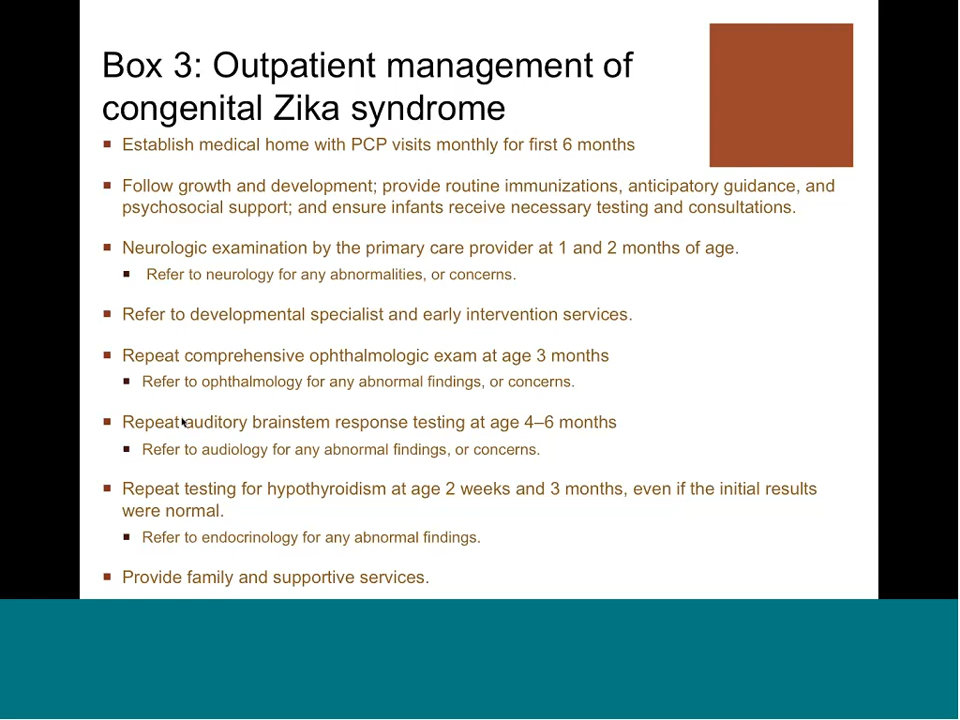 Box 3: Outpatient management of
congenital Zika syndrome
Establish medical home with PCP visits monthly for first 6 months
Follow growth and development; provide routine immunizations, anticipatory guidance, and
psychosocial support; and ensure infants receive necessary testing and consultations.
Neurologic examination by the primary care provider at 1 and 2 months of age.
Refer to neurology for any abnormalities, or concerns.
Refer to developmental specialist and early intervention services.
Repeat comprehensive ophthalmologic exam at age 3 months
Refer to ophthalmology for any abnormal findings, or concerns.
Repeat auditory brainstem response testing at age 4–6 months
Refer to audiology for any abnormal findings, or concerns.
Repeat testing for hypothyroidism at age 2 weeks and 3 months, even if the initial results
were normal.
Refer to endocrinology for any abnormal findings.
Provide family and supportive services.